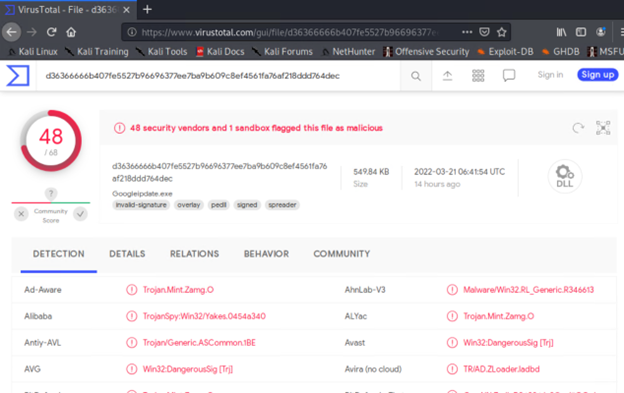 VirusTotal - File - d3636
https://www.virustotal.com/gui/file/d36366666b407fe5527b96696377e
Kali Linux Kali Training Kali Tools Kali Docs Kali Forums NetHunter Offensive Security Exploit-DB GHDB MSFU
d36366666b407fe5527b96696377ee7ba9b609c8ef4561fa76af218ddd764dec
Sign in Sign up
48
/ 68
48 security vendors and 1 sandbox flagged this file as malicious
d36366666b407fe5527b96696377ee7ba9b609c8ef4561fa76
af218ddd764dec
GoogleIpdate.exe
invalid-signature overlay pedll signed spreader
549.84 KB
Size
2022-03-21 06:41:54 UTC
14 hours ago
DLL
?
Community
Score
DETECTION DETAILS RELATIONS BEHAVIOR COMMUNITY
Ad-Aware Trojan.Mint.Zamg.O AhnLab-V3 Malware/Win32.RL_Generic.R346613
Alibaba TrojanSpy:Win32/Yakes.0454a340 ALYac Trojan.Mint.Zamg.O
Antiy-AVL Trojan/Generic.ASCommon.1BE Avast Win32:DangerousSig [Trj]
AVG Win32:DangerousSig [Trj] Avira (no cloud) TR/AD.ZLoader.ladbd